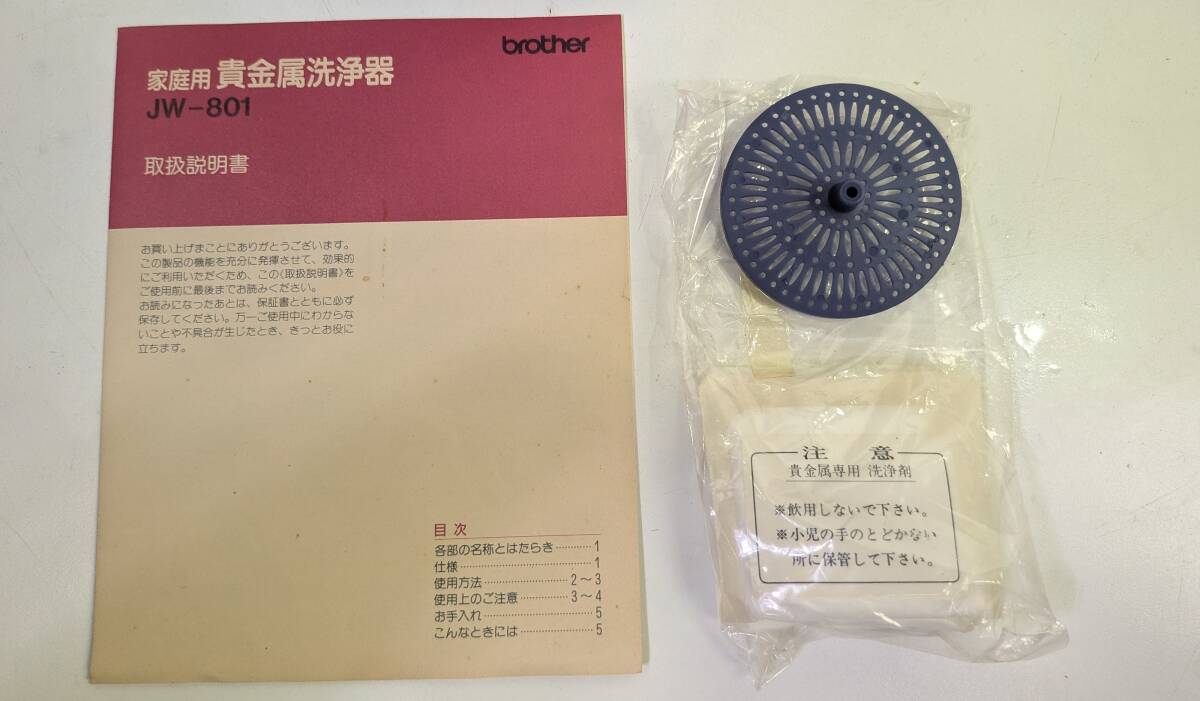 brother
家庭用 貴金属洗浄器
JW-801
取扱説明書
お買い上げまことにありがとうございます。
この製品の機能を充分に発揮させて、効果的
にご利用いただくため、この〈取扱説明書〉を
ご使用前に最後までお読みください。
お読みになったあとは、保証書とともに必ず
保存してください。万一ご使用中にわからな
いことや不具合が生じたとき、きっとお役に
立ちます。
目次
各部の名称とはたらき…………1
仕様……………………………1
使用方法………………………2〜3
使用上のご注意………………3〜4
お手入れ………………………5
こんなときには………………5
注意
貴金属専用 洗浄剤
※飲用しないで下さい。
※小児の手のとどかない
所に保管して下さい。